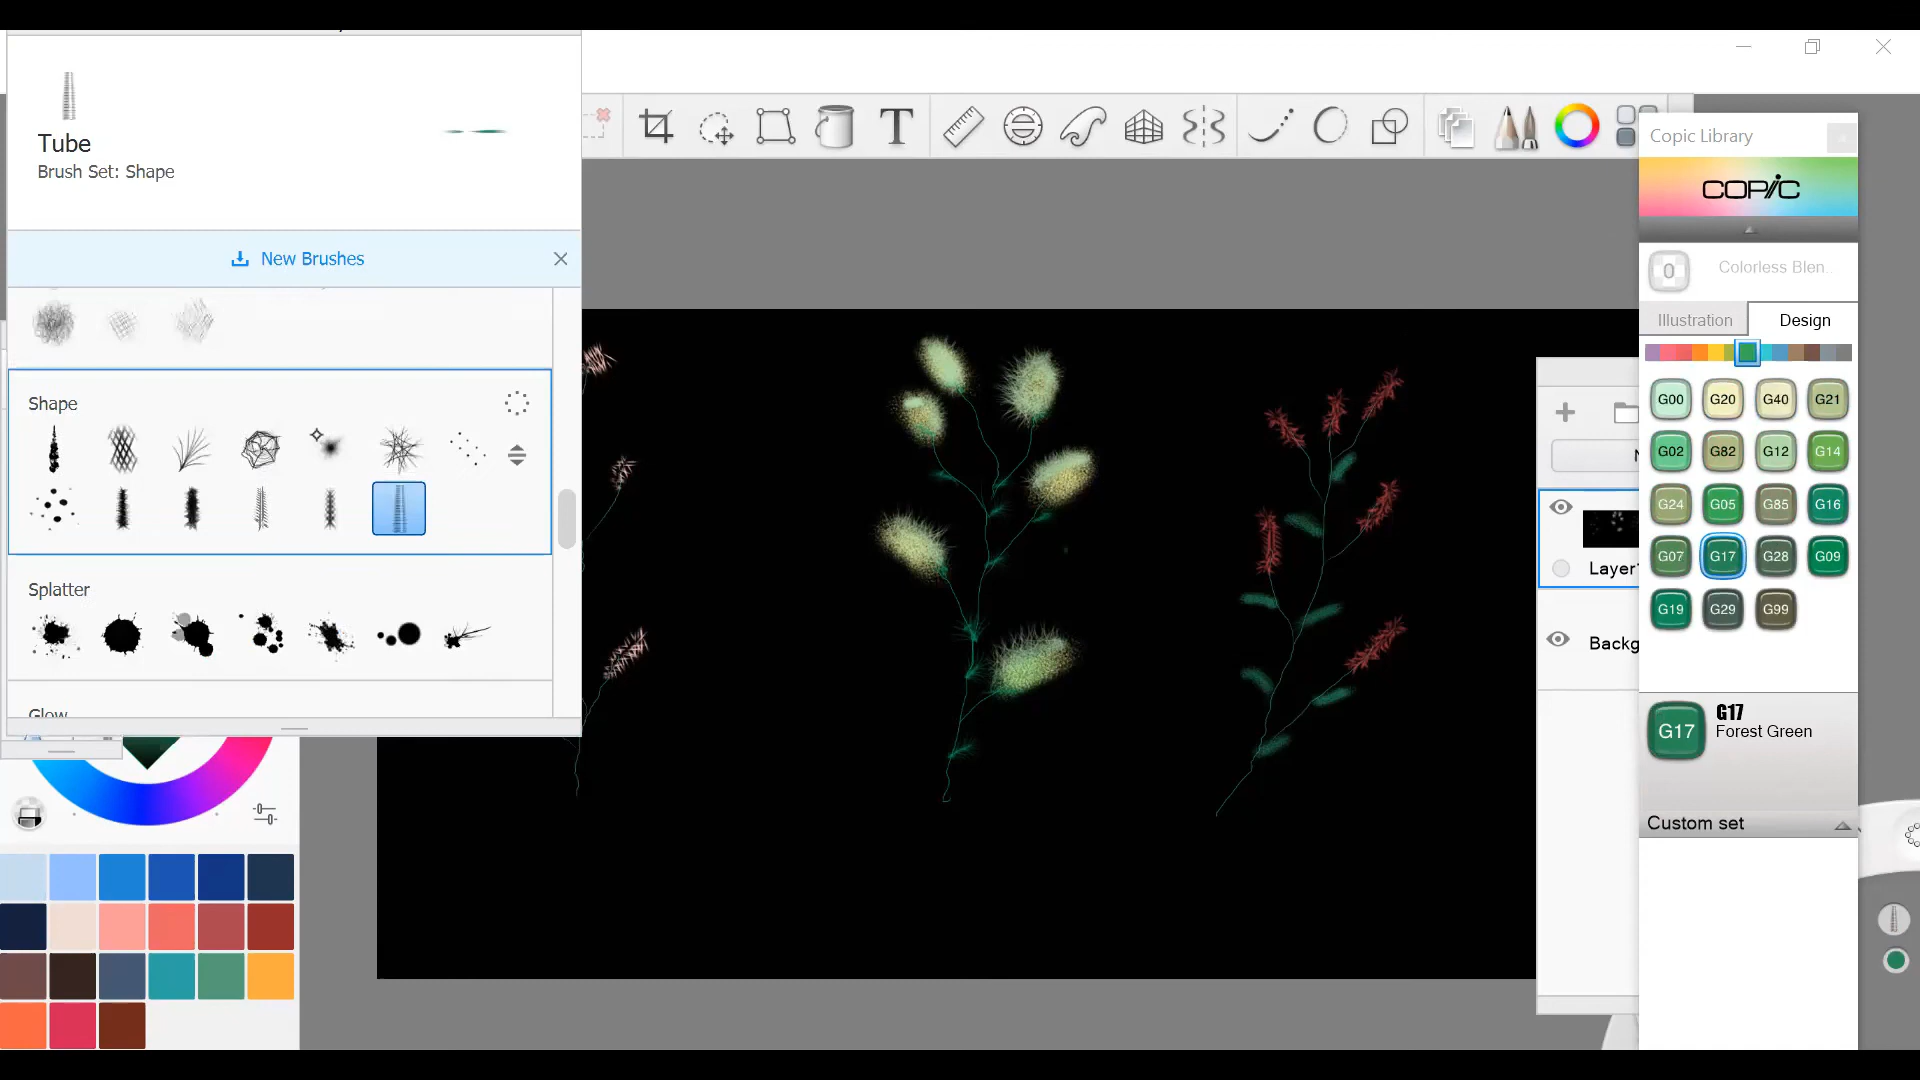 Tube
Brush Set: Shape
New Brushes
Shape
Splatter
Glow
T
Copic Library
COPIC
0
Colorless Blen..
Illustration
Design
G00
G20
G40
G21
G02
G82
G12
G14
G24
G05
G85
G16
G07
G17
G28
G09
G19
G29
G99
G17
G17
Forest Green
Custom set
Layer
Backg